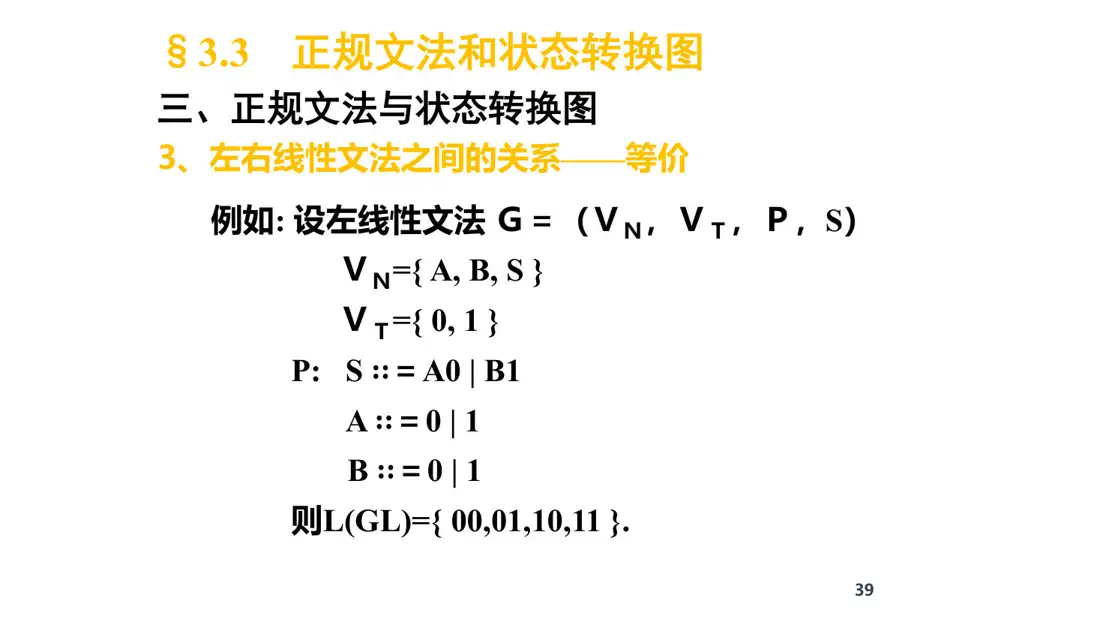 §3.3 正规文法和状态转换图
三、正规文法与状态转换图
3、左右线性文法之间的关系——等价
例如: 设左线性文法 G =（V N， V T， P ，S）
V N={ A, B, S }
V T={ 0, 1 }
P: S ∷= A0 | B1
A ∷= 0 | 1
B ∷= 0 | 1
则L(GL)={ 00,01,10,11 }.
39